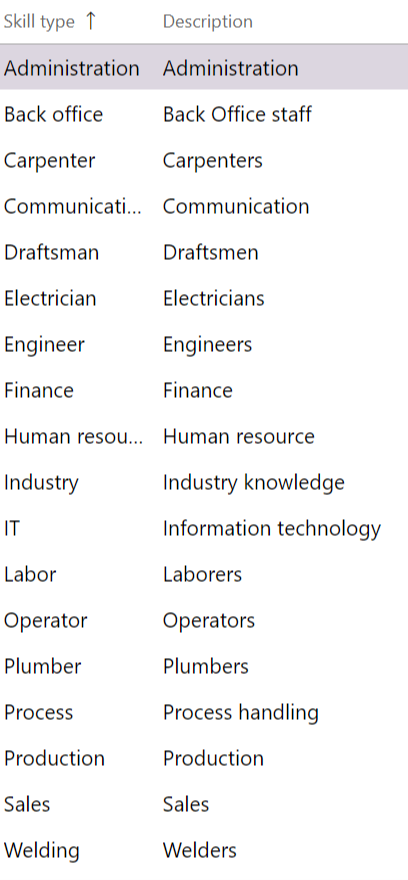 Skill type ↑ Description
Administration Administration
Back office Back Office staff
Carpenter Carpenters
Communicati... Communication
Draftsman Draftsmen
Electrician Electricians
Engineer Engineers
Finance Finance
Human resou... Human resource
Industry Industry knowledge
IT Information technology
Labor Laborers
Operator Operators
Plumber Plumbers
Process Process handling
Production Production
Sales Sales
Welding Welders